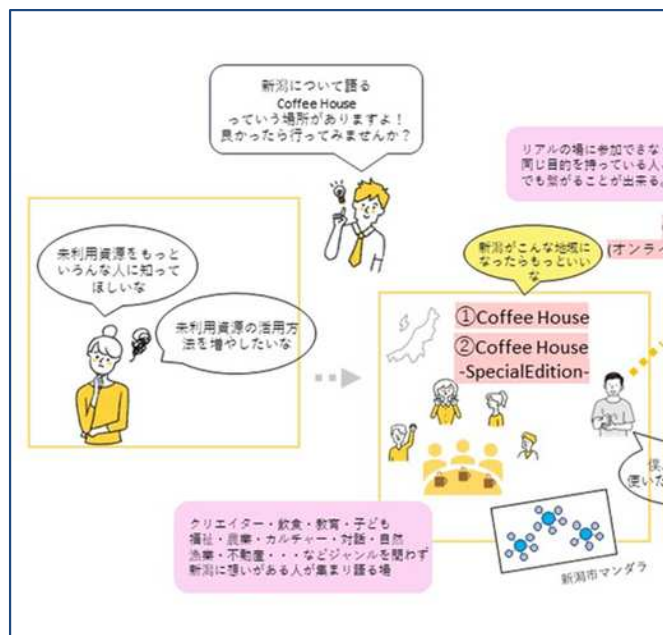 新潟について語る
Coffee House
っていう場所がありますよ！
良かったら行ってみませんか？
リアルの場に参加できな
同じ目的を持っている人
でも繋がることが出来る。
(オンライ
未利用資源をもっと
いろんな人に知って
ほしいな
未利用資源の活用方
法を増やしたいな
新潟がこんな地域に
なったらもっといい
な
①Coffee House
②Coffee House
-SpecialEdition-
僕
使いた
クリエイター・飲食・教育・子ども
福祉・農業・カルチャー・対話・自然
漁業・不動産・・・などジャンルを問わず
新潟に想いがある人が集まり語る場
新潟市マンダラ